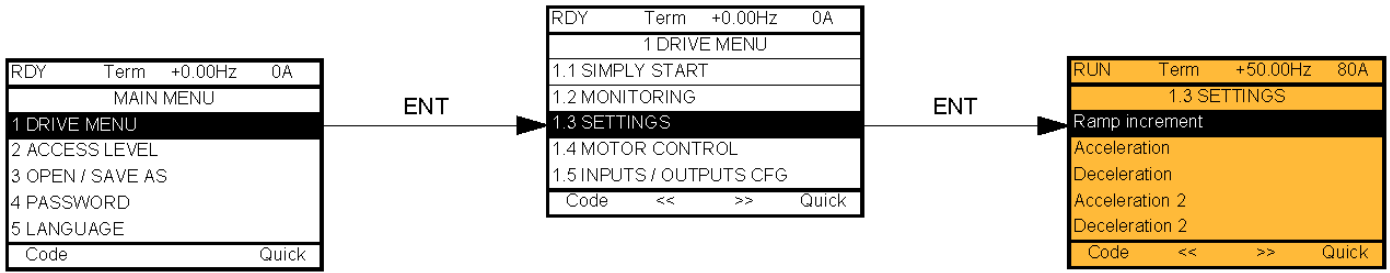 RDY Term +0.00Hz 0A
MAIN MENU
1 DRIVE MENU
2 ACCESS LEVEL
3 OPEN / SAVE AS
4 PASSWORD
5 LANGUAGE
Code Quick
ENT
RDY Term +0.00Hz 0A
1 DRIVE MENU
1.1 SIMPLY START
1.2 MONITORING
1.3 SETTINGS
1.4 MOTOR CONTROL
1.5 INPUTS / OUTPUTS CFG
Code << >> Quick
ENT
RUN Term +50.00Hz 80A
1.3 SETTINGS
Ramp increment
Acceleration
Deceleration
Acceleration 2
Deceleration 2
Code << >> Quick